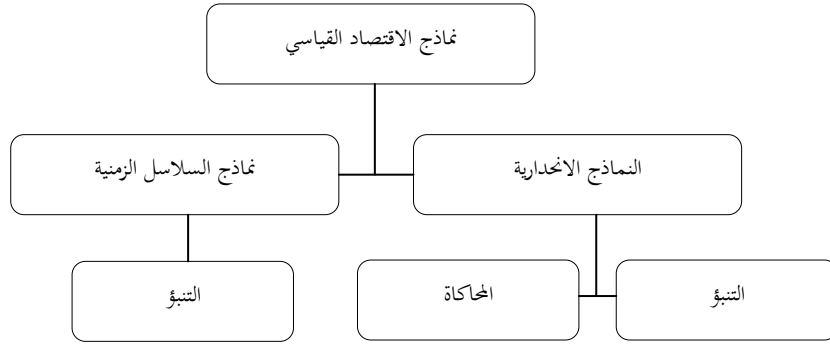 نماذج الاقتصاد القياسي
النماذج الانحدارية
نماذج السلاسل الزمنية
التنبؤ
المحاكاة
التنبؤ